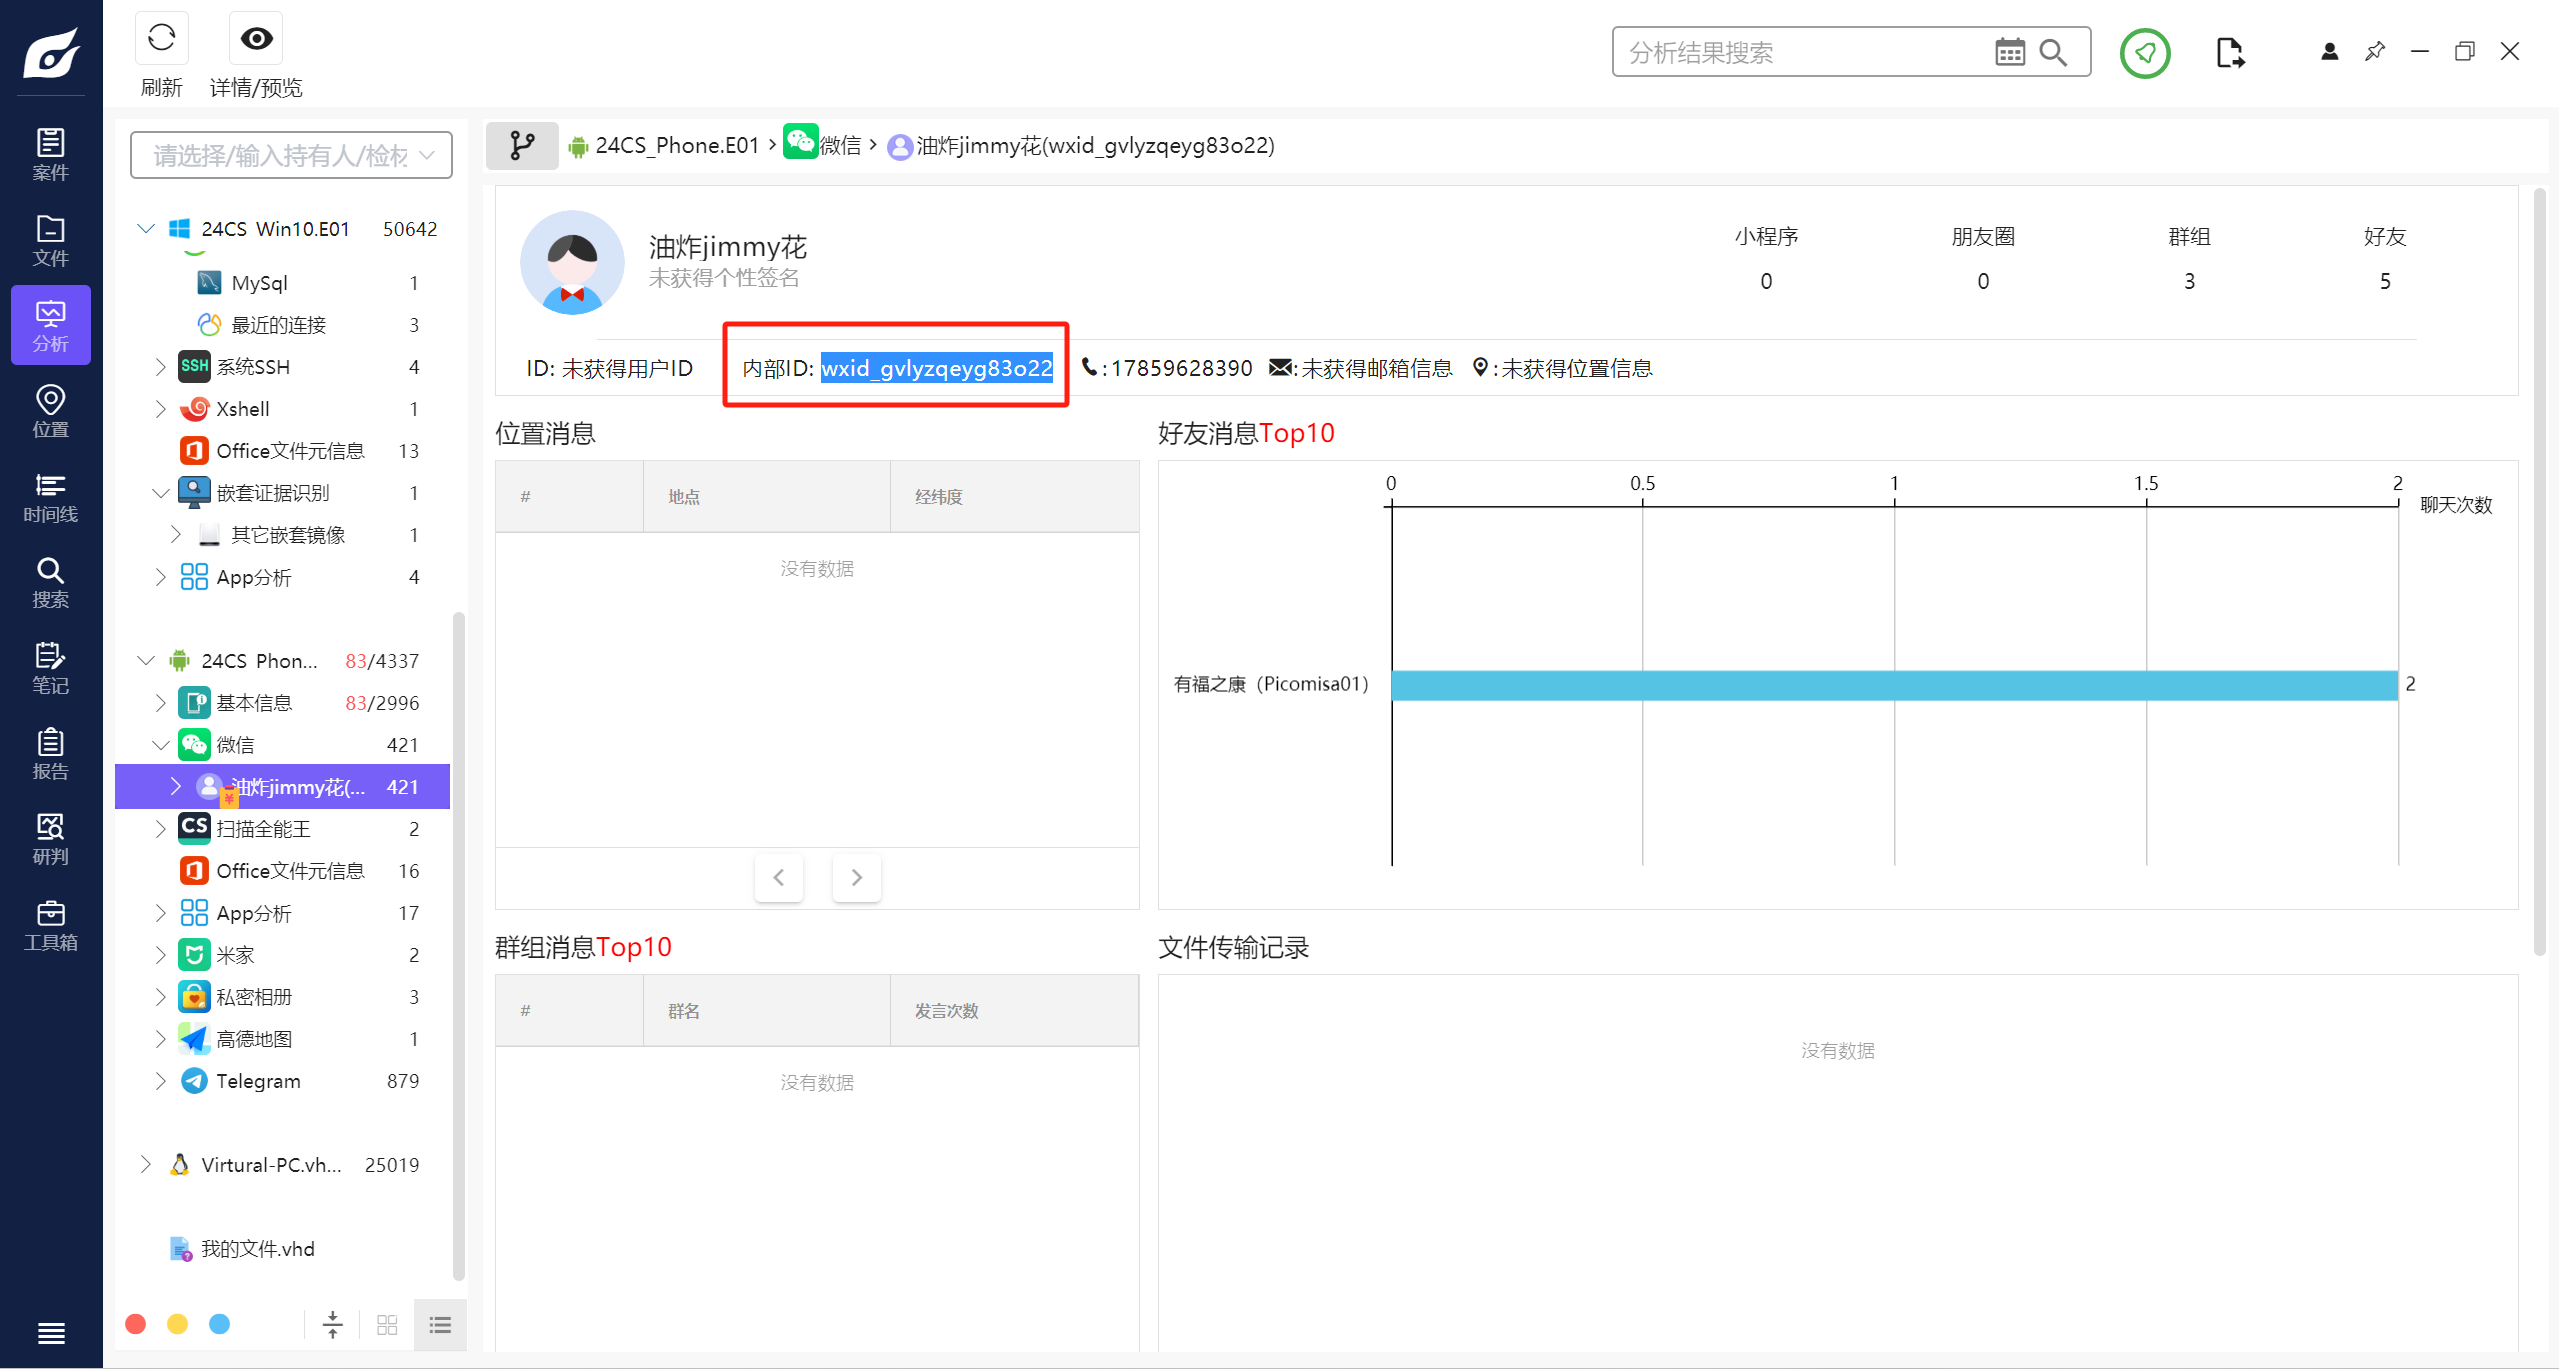 刷新
详情/预览
分析结果搜索
案件
文件
分析
位置
时间线
搜索
笔记
报告
研判
工具箱
请选择/输入持有人/检材
24CS_Win10.E01 50642
MySql 1
最近的连接 3
SSH 系统SSH 4
Xshell 1
Office文件元信息 13
嵌套证据识别 1
其它嵌套镜像 1
App分析 4
24CS_Phon... 83/4337
基本信息 83/2996
微信 421
油炸jimmy花(... 421
CS 扫描全能王 2
Office文件元信息 16
App分析 17
米家 2
私密相册 3
高德地图 1
Telegram 879
Virtural-PC.vh... 25019
我的文件.vhd
24CS_Phone.E01 › 微信 › 油炸jimmy花(wxid_gvlyzqeyg83o22)
油炸jimmy花
未获得个性签名
小程序 朋友圈 群组 好友
0 0 3 5
ID: 未获得用户ID 内部ID: wxid_gvlyzqeyg83o22 :17859628390 :未获得邮箱信息 :未获得位置信息
位置消息
# 地点 经纬度
没有数据
好友消息Top10
0 0.5 1 1.5 2
聊天次数
有福之康（Picomisa01） 2
群组消息Top10
# 群名 发言次数
没有数据
文件传输记录
没有数据